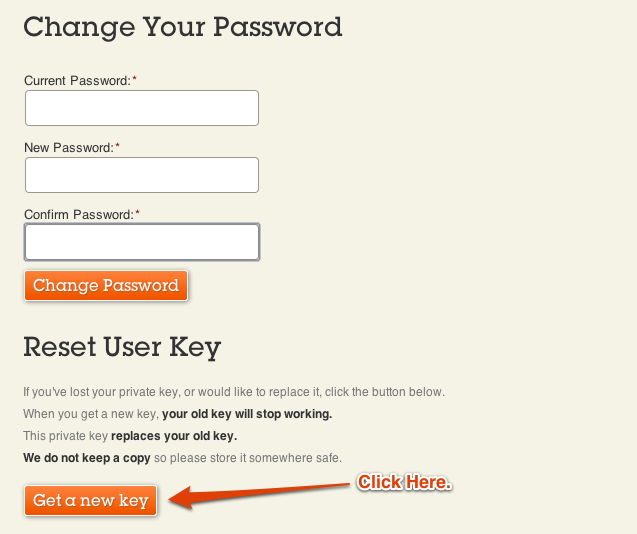 Change Your Password
Current Password:*
New Password:*
Confirm Password:*
Change Password
Reset User Key
If you've lost your private key, or would like to replace it, click the button below.
When you get a new key, your old key will stop working.
This private key replaces your old key.
We do not keep a copy so please store it somewhere safe.
Click Here.
Get a new key